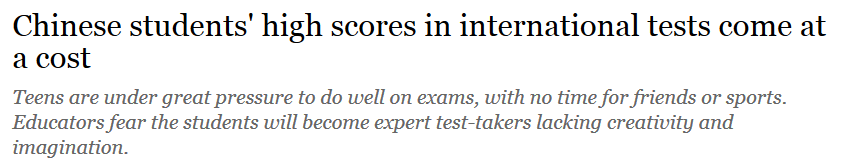 Chinese students' high scores in international tests come at
a cost
Teens are under great pressure to do well on exams, with no time for friends or sports.
Educators fear the students will become expert test-takers lacking creativity and
imagination.